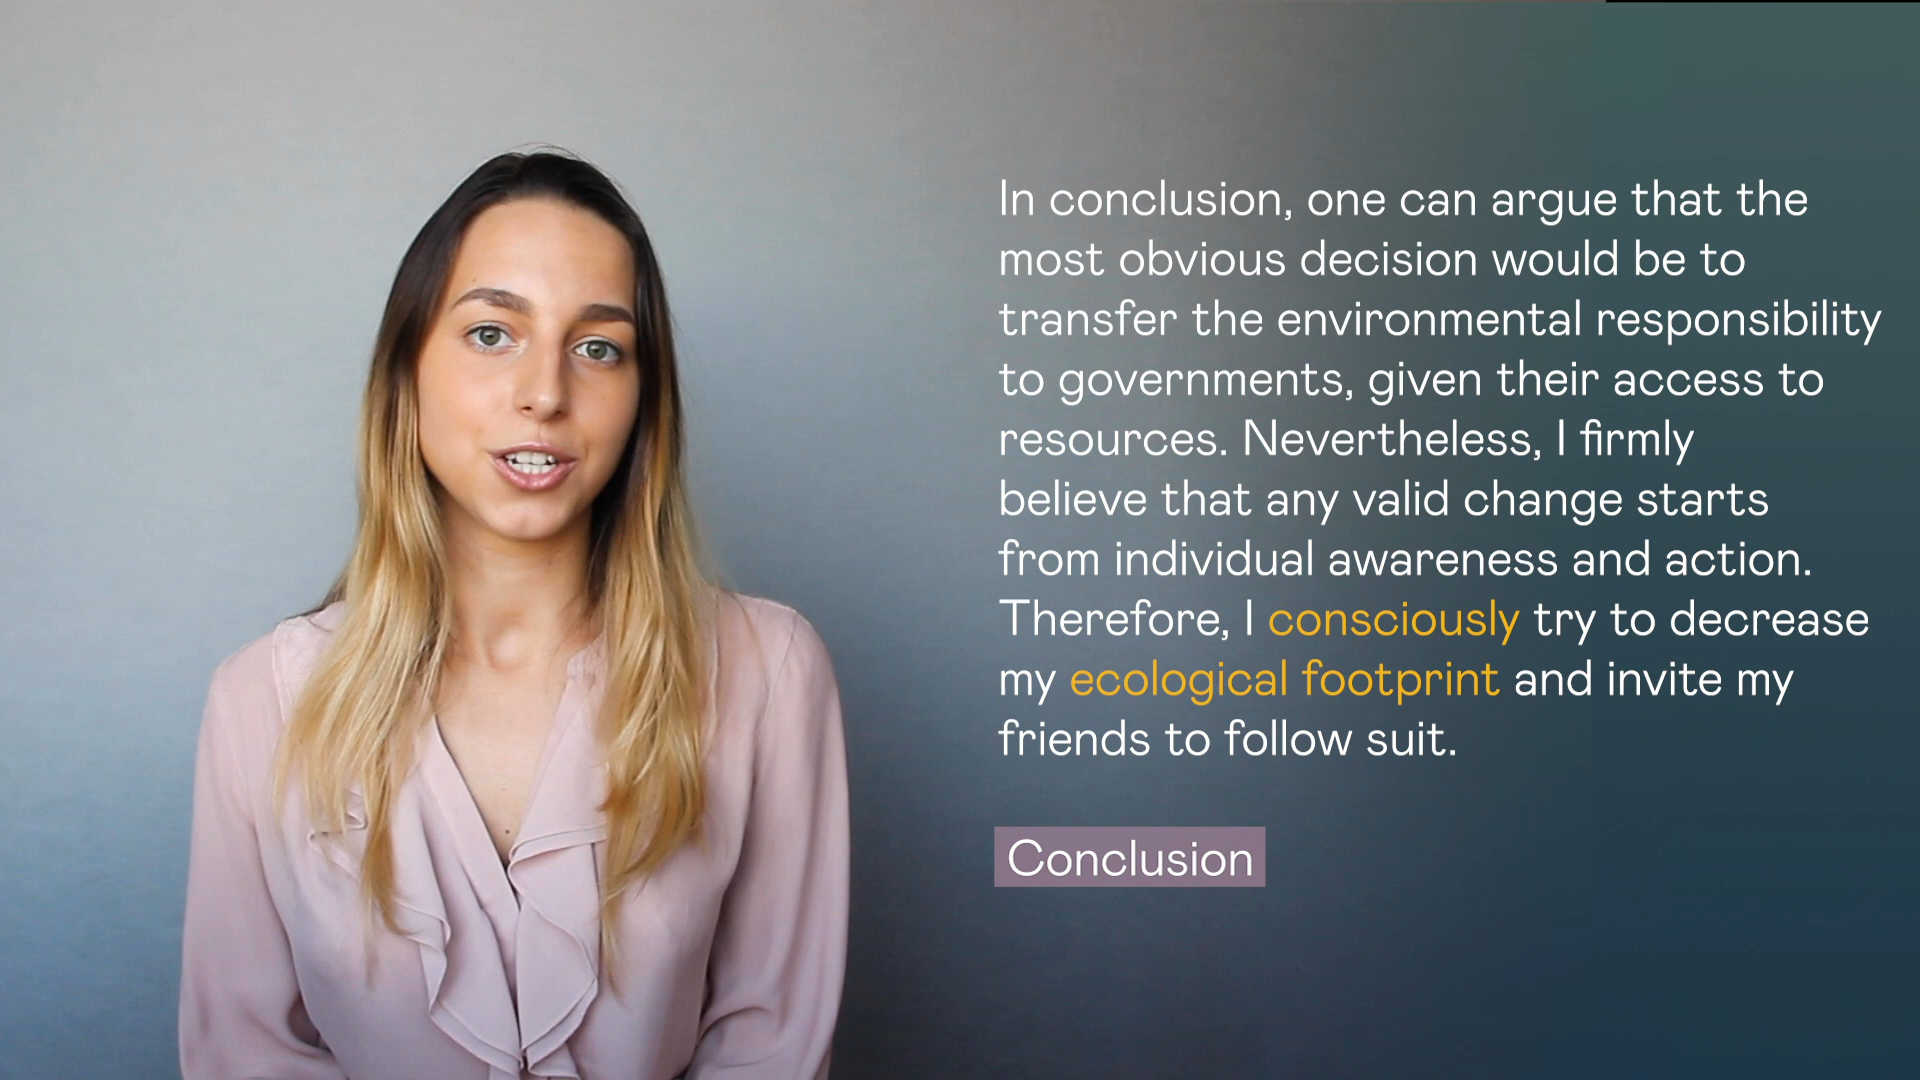 In conclusion, one can argue that the
most obvious decision would be to
transfer the environmental responsibility
to governments, given their access to
resources. Nevertheless, I firmly
believe that any valid change starts
from individual awareness and action.
Therefore, I consciously try to decrease
my ecological footprint and invite my
friends to follow suit.
Conclusion